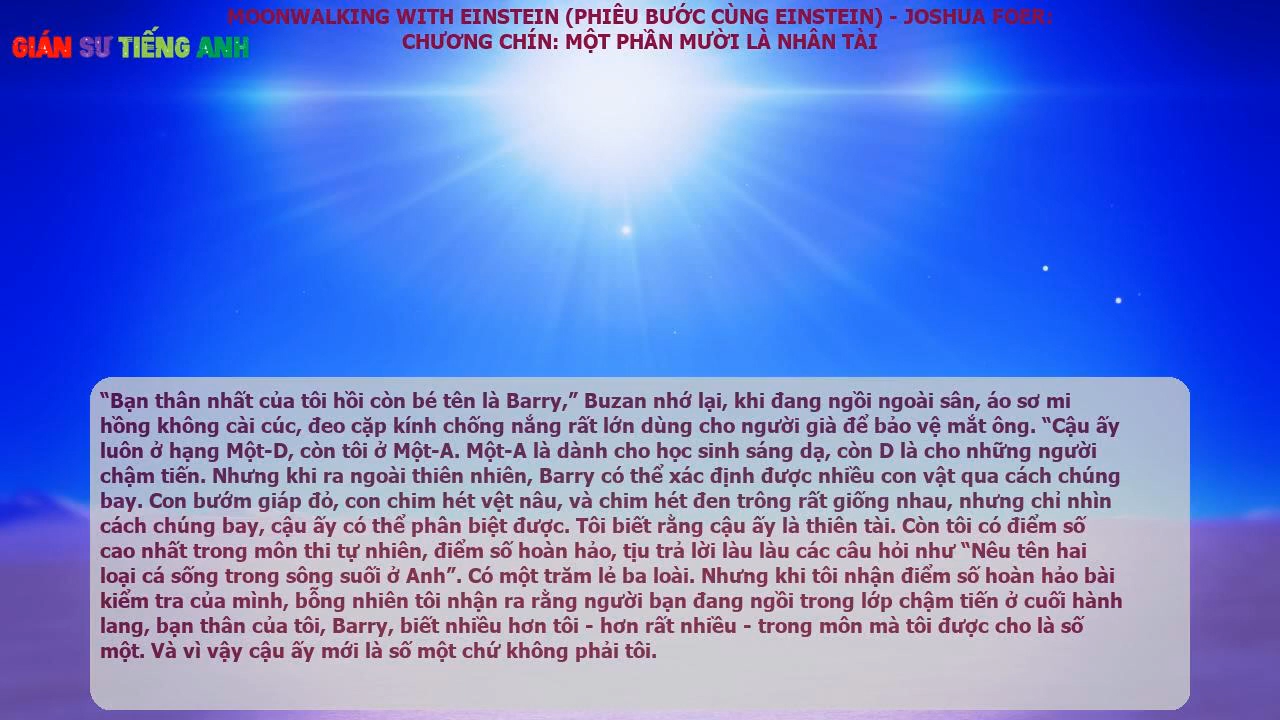 MOONWALKING WITH EINSTEIN (PHIÊU BƯỚC CÙNG EINSTEIN) - JOSHUA FOER:
CHƯƠNG CHÍN: MỘT PHẦN MƯỜI LÀ NHÂN TÀI
GIÁN SƯ TIẾNG ANH
“Bạn thân nhất của tôi hồi còn bé tên là Barry,” Buzan nhớ lại, khi đang ngồi ngoài sân, áo sơ mi
hồng không cài cúc, đeo cặp kính chống nắng rất lớn dùng cho người già để bảo vệ mắt ông. “Cậu ấy
luôn ở hạng Một-D, còn tôi ở Một-A. Một-A là dành cho học sinh sáng dạ, còn D là cho những người
chậm tiến. Nhưng khi ra ngoài thiên nhiên, Barry có thể xác định được nhiều con vật qua cách chúng
bay. Con bướm giáp đỏ, con chim hét vệt nâu, và chim hét đen trông rất giống nhau, nhưng chỉ nhìn
cách chúng bay, cậu ấy có thể phân biệt được. Tôi biết rằng cậu ấy là thiên tài. Còn tôi có điểm số
cao nhất trong môn thi tự nhiên, điểm số hoàn hảo, tịu trả lời làu làu các câu hỏi như “Nêu tên hai
loại cá sống trong sông suối ở Anh”. Có một trăm lẻ ba loài. Nhưng khi tôi nhận điểm số hoàn hảo bài
kiểm tra của mình, bỗng nhiên tôi nhận ra rằng người bạn đang ngồi trong lớp chậm tiến ở cuối hành
lang, bạn thân của tôi, Barry, biết nhiều hơn tôi - hơn rất nhiều - trong môn mà tôi được cho là số
một. Và vì vậy cậu ấy mới là số một chứ không phải tôi.